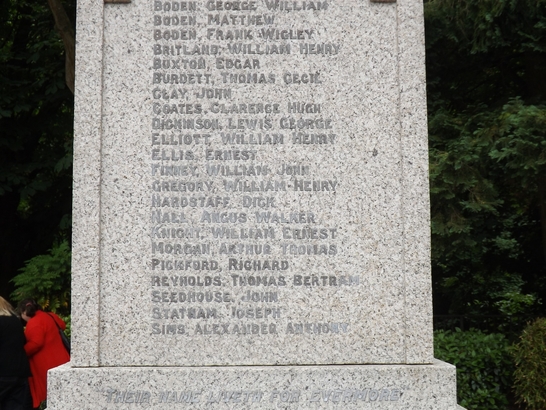 BODEN, GEORGE WILLIAM
BODEN, MATTHEW
BODEN, FRANK WIGLEY
BRITLAND, WILLIAM HENRY
BUXTON, EDGAR
BURDETT, THOMAS CECIL
CLAY, JOHN
COATES, CLARENCE HUGH
DICKINSON, LEWIS GEORGE
ELLIOTT, WILLIAM HENRY
ELLIS, ERNEST
FINNEY, WILLIAM JOHN
GREGORY, WILLIAM HENRY
HARDSTAFF, DICK
HALL, ANGUS WALKER
KNIGHT, WILLIAM ERNEST
MORGAN, ARTHUR THOMAS
PICKFORD, RICHARD
REYNOLDS, THOMAS BERTRAM
SEEDHOUSE, JOHN
STATHAM, JOSEPH
SIMS, ALEXANDER ANTHONY
"THEIR NAME LIVETH FOR EVERMORE"